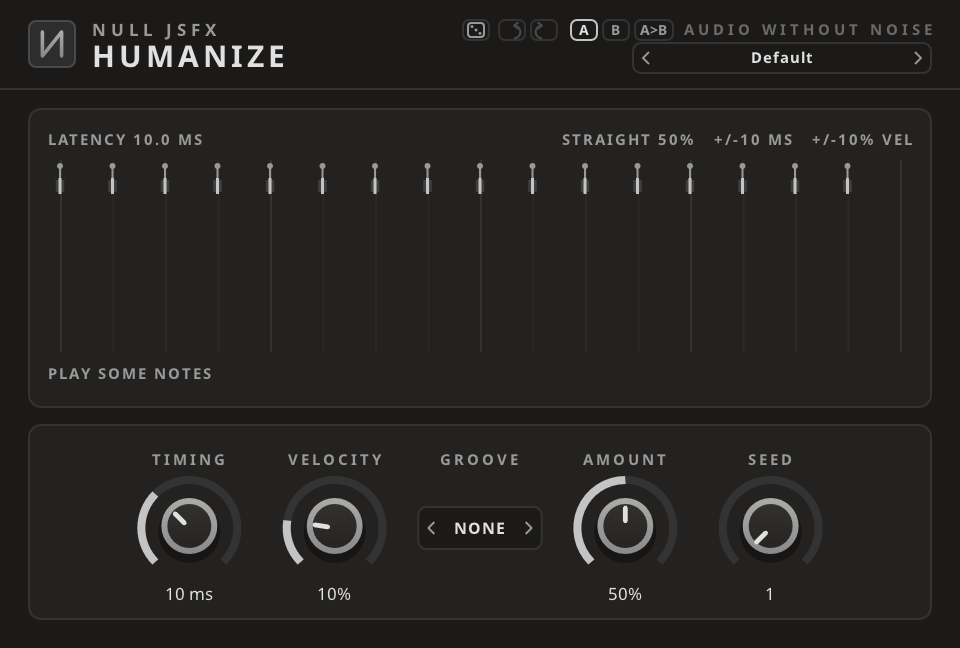 NULL JSFX
HUMANIZE
A B A>B AUDIO WITHOUT NOISE
Default
LATENCY 10.0 MS STRAIGHT 50% +/-10 MS +/-10% VEL
PLAY SOME NOTES
TIMING VELOCITY GROOVE AMOUNT SEED
NONE
10 ms 10% 50% 1